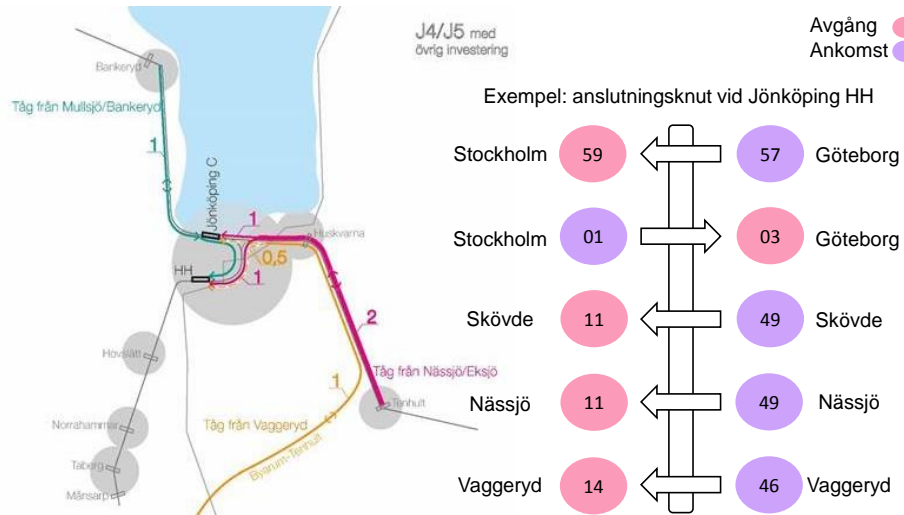 J4/J5 med
övrig investering
Bankeryd
Tåg från Mullsjö/Bankeryd
1
Jönköping C
1
Huskvarna
0,5
HH
1
2
Hovslätt
Tåg från Nässjö/Eksjö
1
Tenhult
Tåg från Vaggeryd
Norrahammar
Byarum-Tenhult
Taberg
Månsarp
Avgång
Ankomst
Exempel: anslutningsknut vid Jönköping HH
Stockholm 59 57 Göteborg
Stockholm 01 03 Göteborg
Skövde 11 49 Skövde
Nässjö 11 49 Nässjö
Vaggeryd 14 46 Vaggeryd